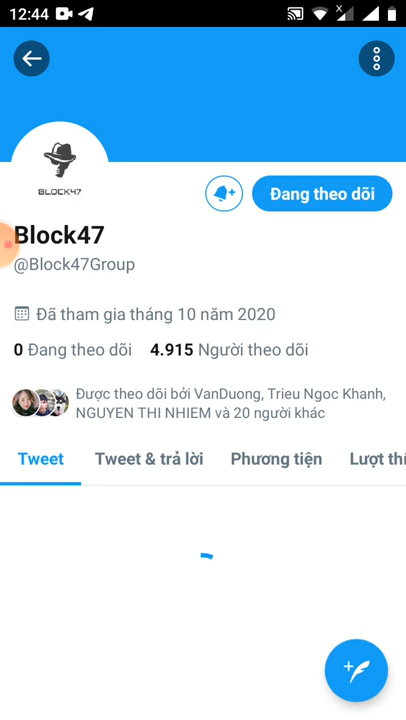 12:44
BLOCK47
Đang theo dõi
Block47
@Block47Group
Đã tham gia tháng 10 năm 2020
0 Đang theo dõi 4.915 Người theo dõi
Được theo dõi bởi VanDuong, Trieu Ngoc Khanh,
NGUYEN THI NHIEM và 20 người khác
Tweet Tweet & trả lời Phương tiện Lượt thí